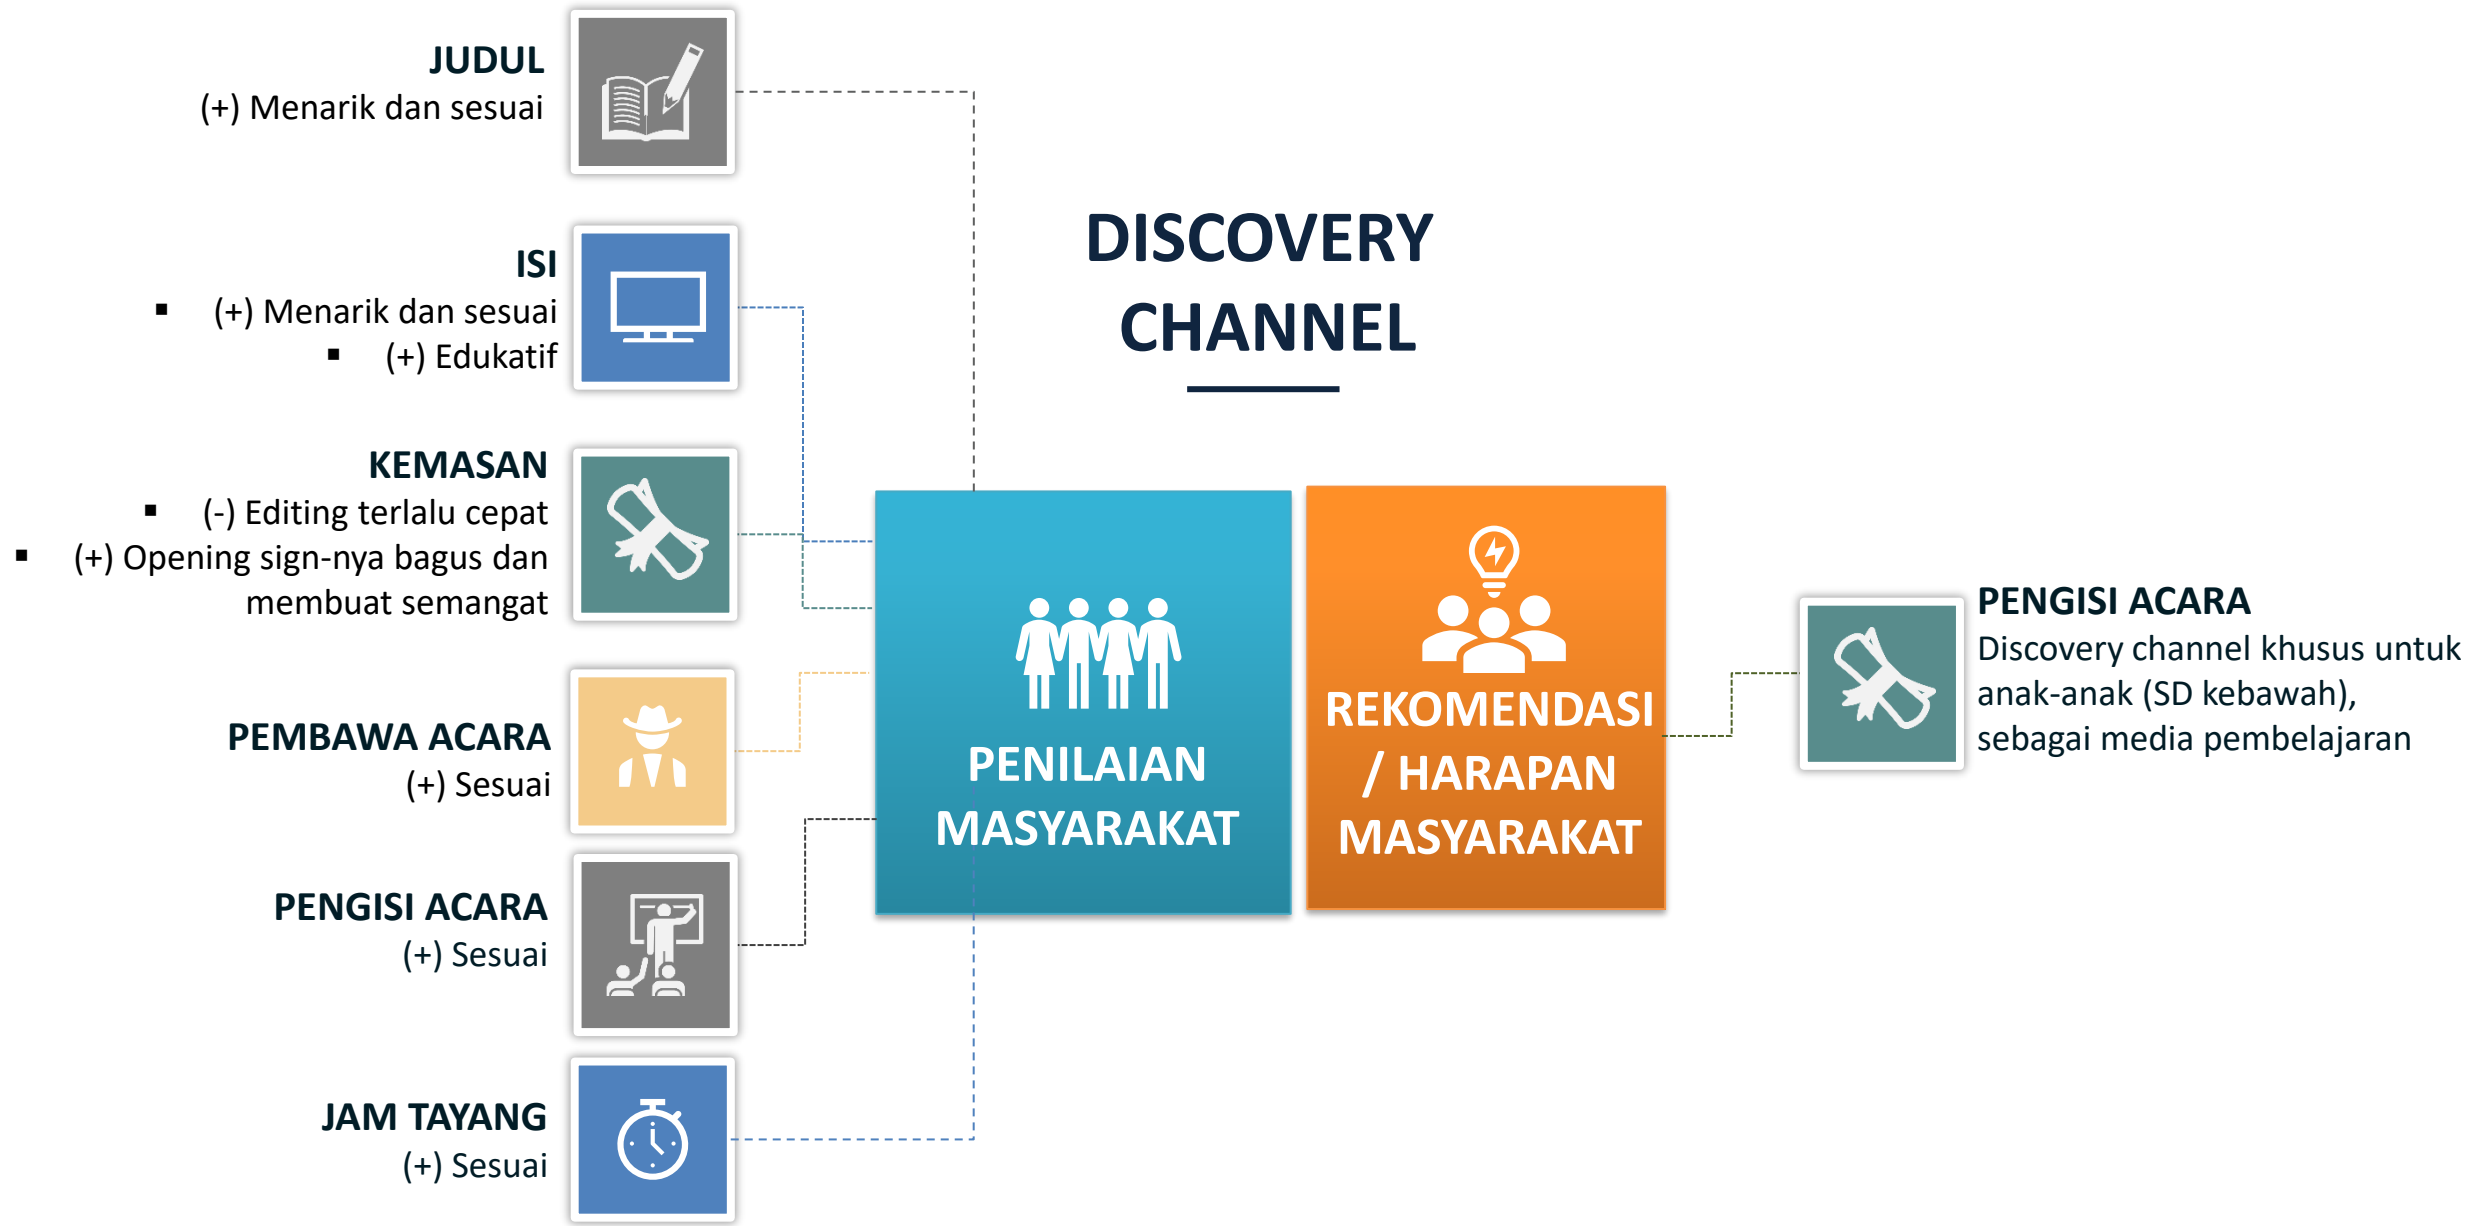 JUDUL
(+) Menarik dan sesuai
ISI
▪ (+) Menarik dan sesuai
▪ (+) Edukatif
KEMASAN
▪ (-) Editing terlalu cepat
▪ (+) Opening sign-nya bagus dan
membuat semangat
PEMBAWA ACARA
(+) Sesuai
PENGISI ACARA
(+) Sesuai
JAM TAYANG
(+) Sesuai
DISCOVERY
CHANNEL
PENILAIAN
MASYARAKAT
REKOMENDASI
/ HARAPAN
MASYARAKAT
PENGISI ACARA
Discovery channel khusus untuk
anak-anak (SD kebawah),
sebagai media pembelajaran